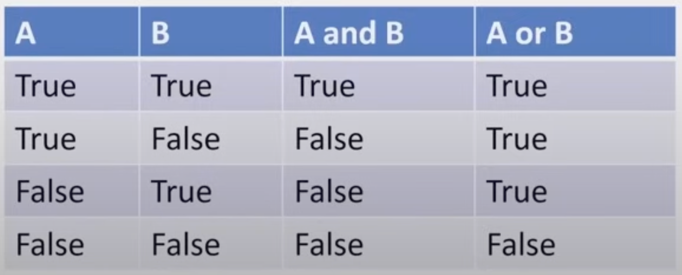 A B A and B A or B
True True True True
True False False True
False True False True
False False False False